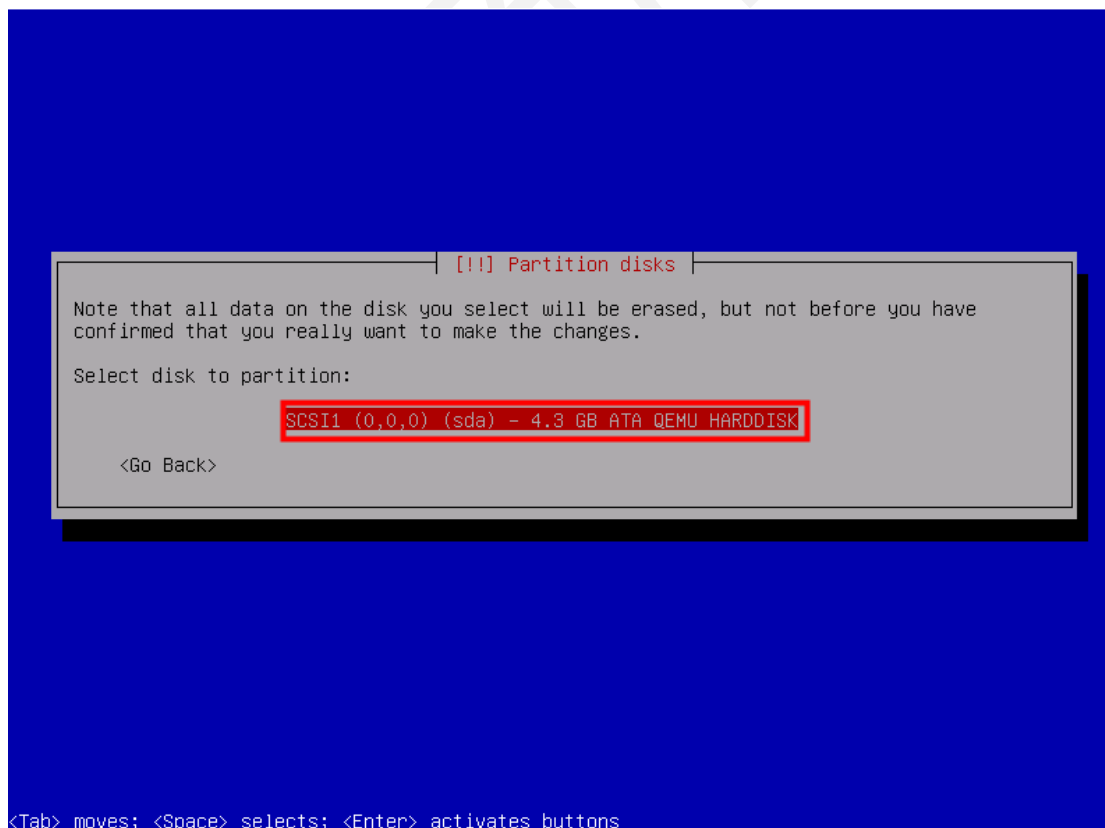 [!!] Partition disks
Note that all data on the disk you select will be erased, but not before you have
confirmed that you really want to make the changes.
Select disk to partition:
SCSI1 (0,0,0) (sda) – 4.3 GB ATA QEMU HARDDISK
<Go Back>
<Tab> moves; <Space> selects; <Enter> activates buttons